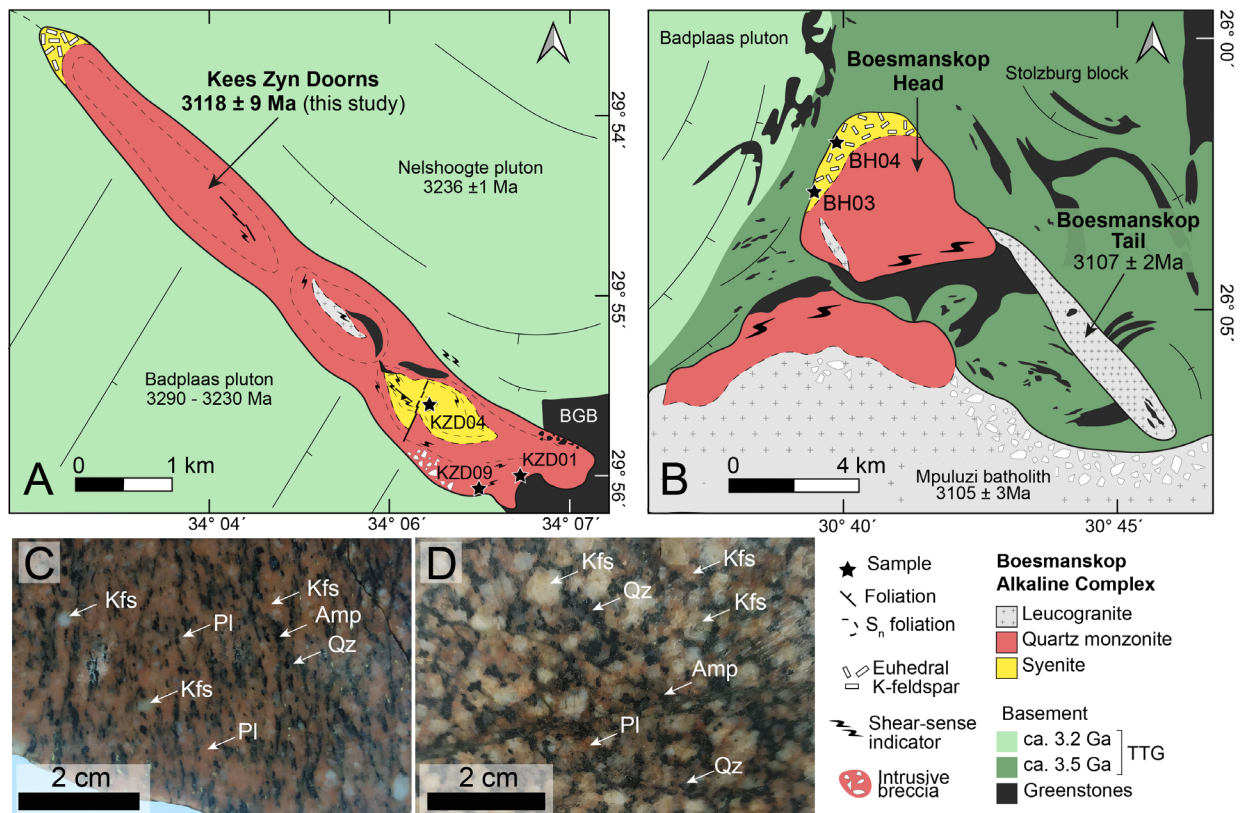 Kees Zyn Doorns
3118 ± 9 Ma (this study)
Nelshoogte pluton
3236 ±1 Ma
Badplaas pluton
3290 - 3230 Ma
BGB
KZD04
KZD09
KZD01
A
0
1 km
34° 04′
34° 06′
34° 07′
29° 54
29° 55′
29° 56′
Badplaas pluton
Boesmanskop
Head
Stolzburg block
BH04
BH03
Boesmanskop
Tail
3107 ± 2Ma
B
0
4 km
Mpuluzi batholith
3105 ± 3Ma
30° 40′
30° 45′
26° 00′
26° 05′
C
Kfs
Kfs
Pl
Amp
Qz
Kfs
Pl
2 cm
D
Kfs
Kfs
Qz
Kfs
Amp
Pl
Qz
2 cm
Sample
Foliation
Sn foliation
Euhedral
K-feldspar
Shear-sense
indicator
Intrusive
breccia
Boesmanskop
Alkaline Complex
Leucogranite
Quartz monzonite
Syenite
Basement
ca. 3.2 Ga
ca. 3.5 Ga
TTG
Greenstones